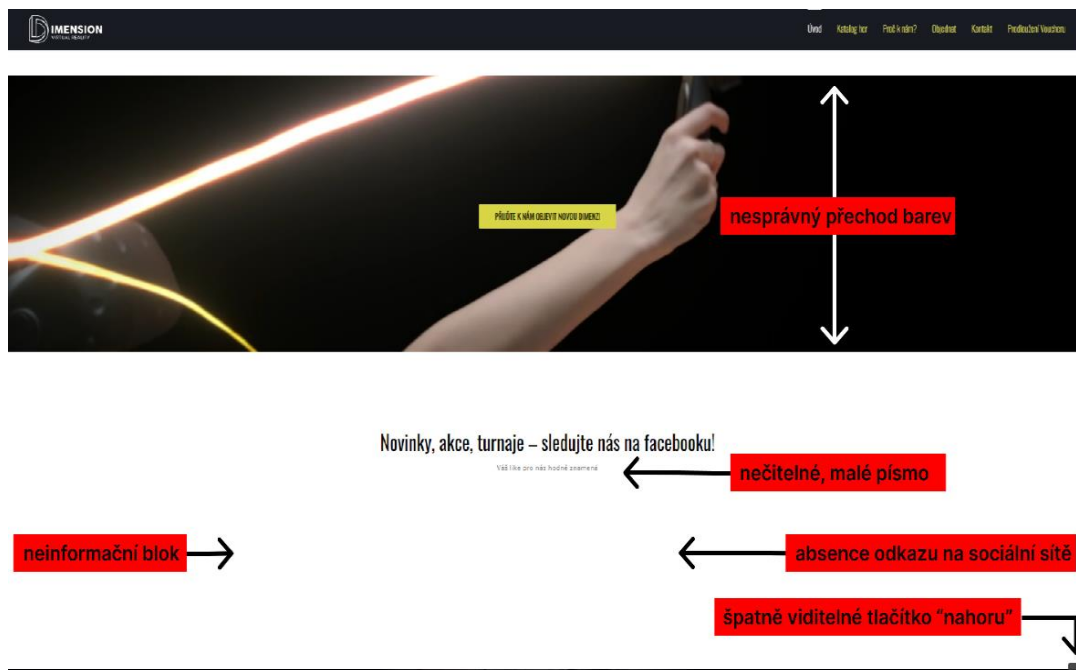 DIMENSION
VIRTUAL REALITY
Úvod Katalog her Proč k nám? Objednat Kontakt Prodloužení Voucheru
PŘIJĎTE K NÁM OBJEVIT NOVOU DIMENZI
nesprávný přechod barev
Novinky, akce, turnaje – sledujte nás na facebooku!
Váš like pro nás hodně znamená
nečitelné, malé písmo
neinformační blok
absence odkazu na sociální sítě
špatně viditelné tlačítko "nahoru"